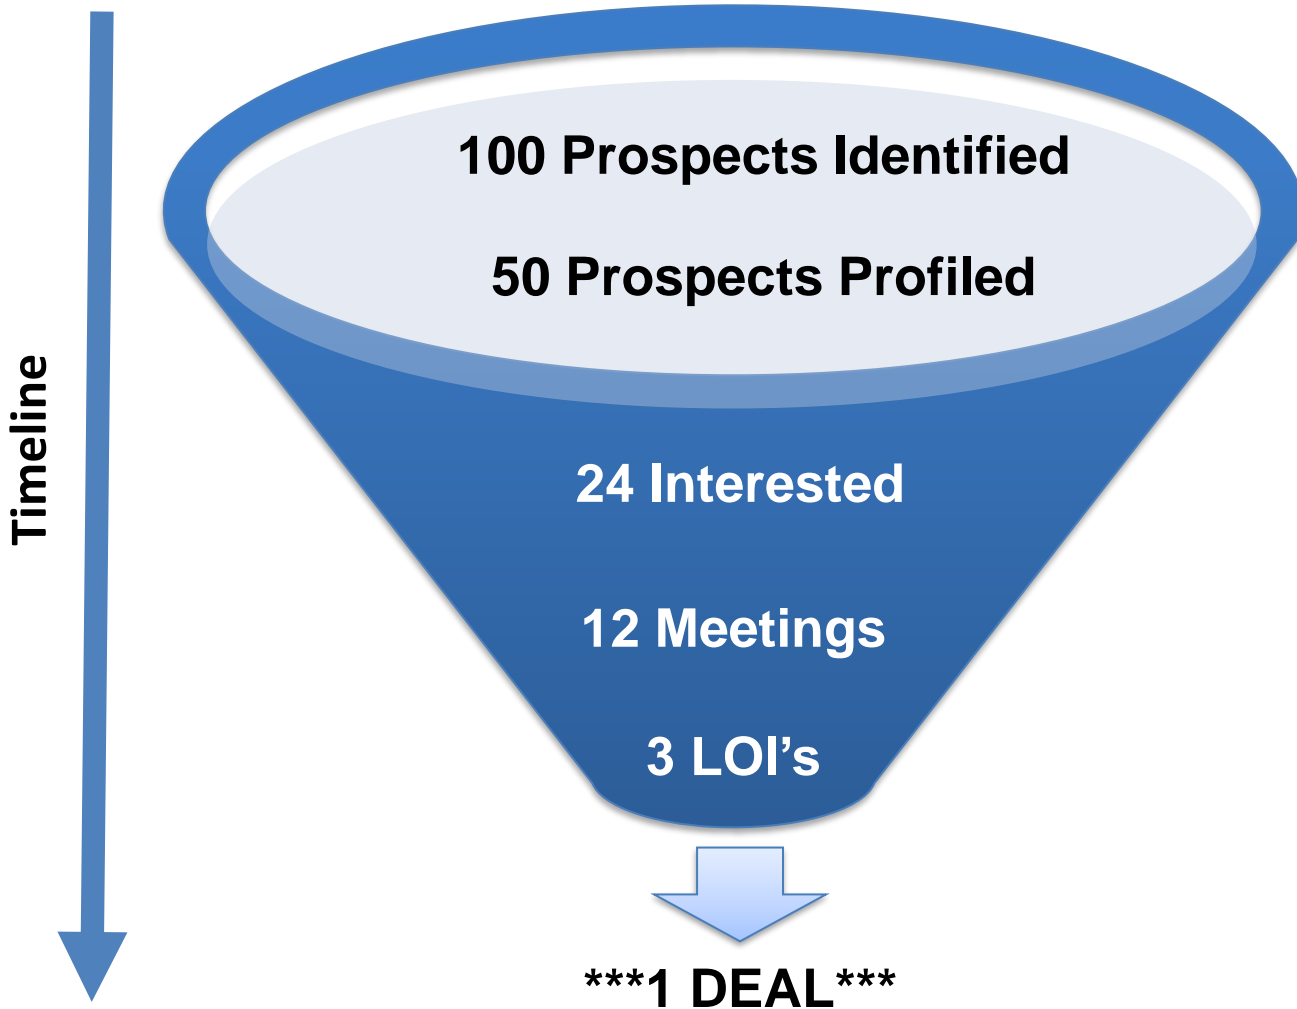 100 Prospects Identified
50 Prospects Profiled
Timeline
24 Interested
12 Meetings
3 LOI’s
***1 DEAL***